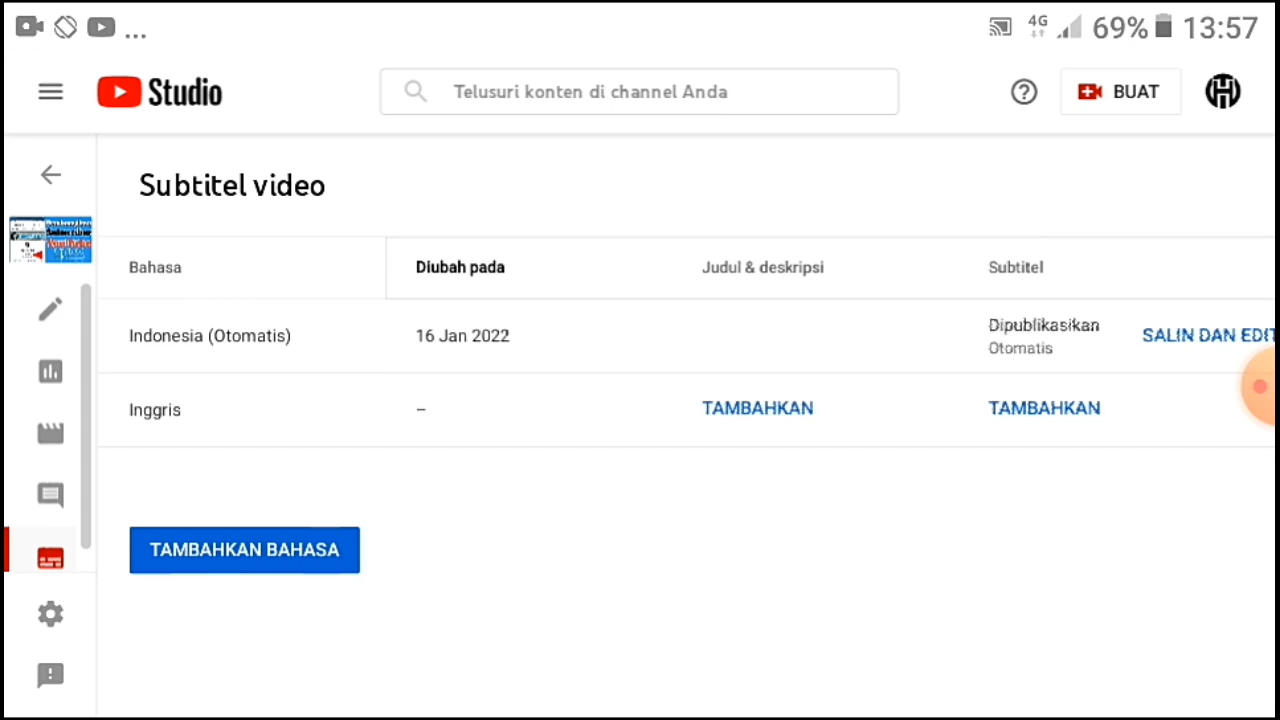 ... 4G 69% 13:57
Studio Telusuri konten di channel Anda BUAT
Subtitel video
Bahasa Diubah pada Judul & deskripsi Subtitel
Indonesia (Otomatis) 16 Jan 2022 Dipublikasikan SALIN DAN EDIT
Otomatis
Inggris – TAMBAHKAN TAMBAHKAN
TAMBAHKAN BAHASA